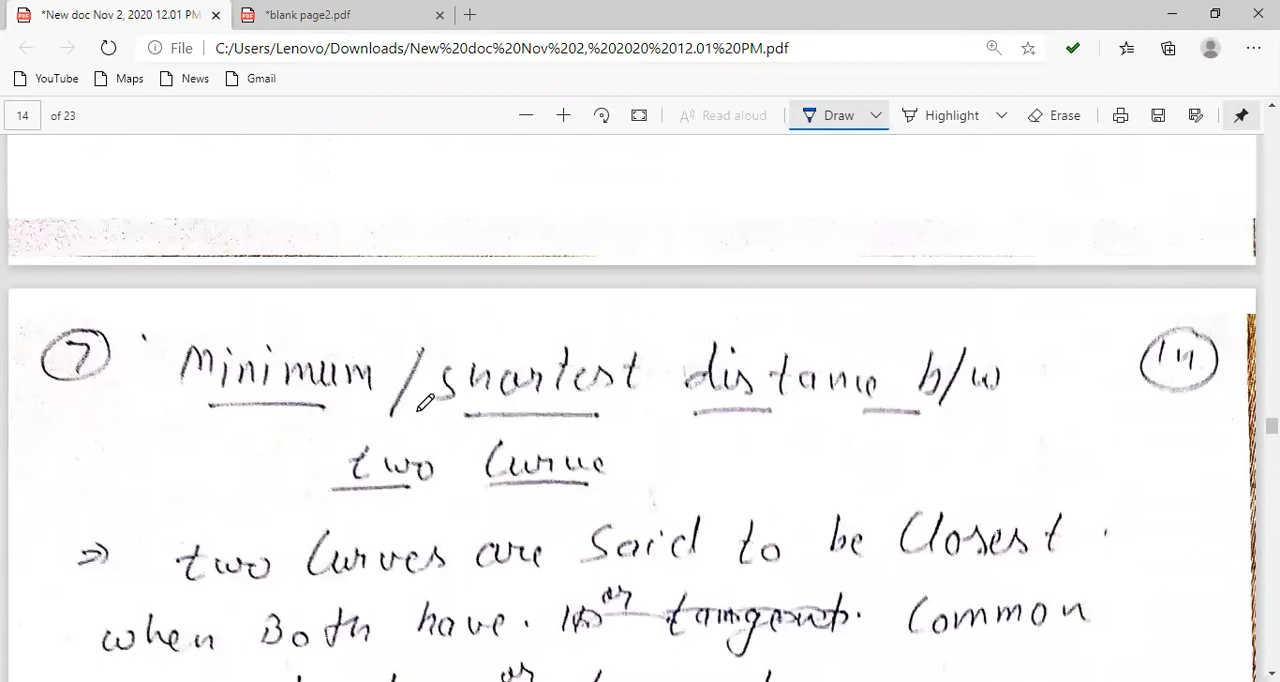 *New doc Nov 2, 2020 12.01 PM
*blank page2.pdf
File C:/Users/Lenovo/Downloads/New%20doc%20Nov%202,%202020%2012.01%20PM.pdf
YouTube Maps News Gmail
14 of 23 Read aloud Draw Highlight Erase
7 Minimum / shortest distance b/w 14
two Curve
⇒ two Curves are said to be Closest.
when Both have. tangent. Common